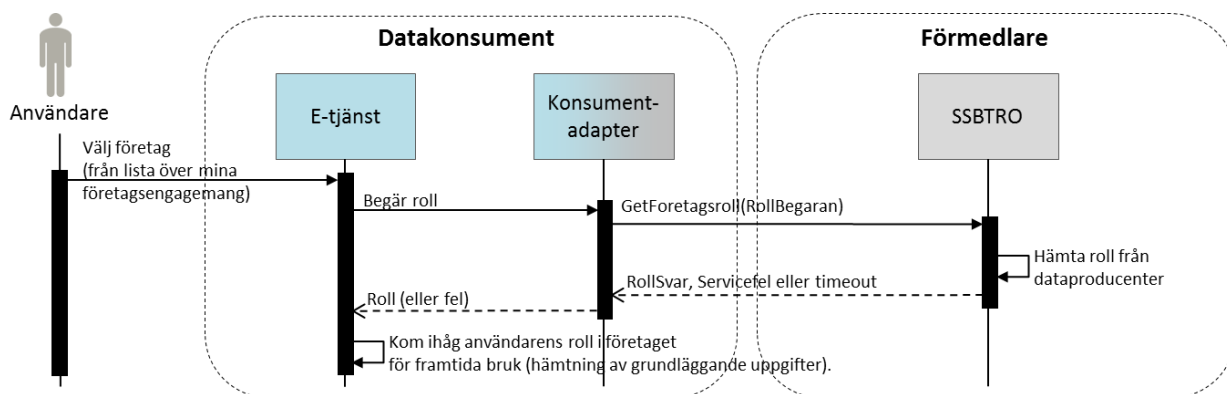 Datakonsument
Förmedlare
Användare
E-tjänst
Konsument-
adapter
SSBTRO
Välj företag
(från lista över mina
företagsengagemang)
Begär roll
GetForetagsroll(RollBegaran)
Hämta roll från
dataproducenter
RollSvar, Servicefel eller timeout
Roll (eller fel)
Kom ihåg användarens roll i företaget
för framtida bruk (hämtning av grundläggande uppgifter).